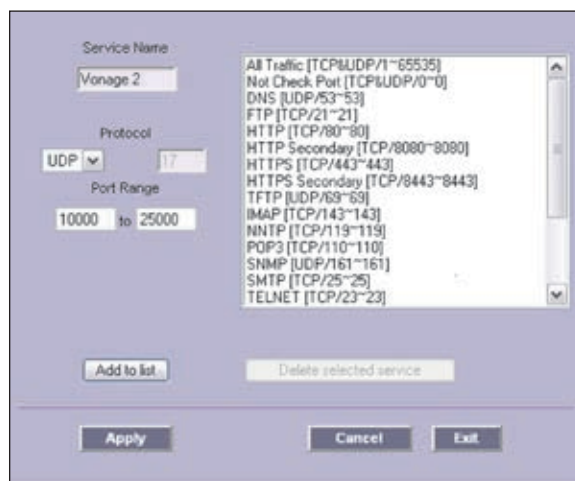 Service Name
Vonage 2
Protocol
UDP 17
Port Range
10000 to 25000
All Traffic [TCP&UDP/1~65535]
Not Check Port [TCP&UDP/0~0]
DNS [UDP/53~53]
FTP [TCP/21~21]
HTTP [TCP/80~80]
HTTP Secondary [TCP/8080~8080]
HTTPS [TCP/443~443]
HTTPS Secondary [TCP/8443~8443]
TFTP [UDP/69~69]
IMAP [TCP/143~143]
NNTP [TCP/119~119]
POP3 [TCP/110~110]
SNMP [UDP/161~161]
SMTP [TCP/25~25]
TELNET [TCP/23~23]
Add to list
Delete selected service
Apply
Cancel
Exit